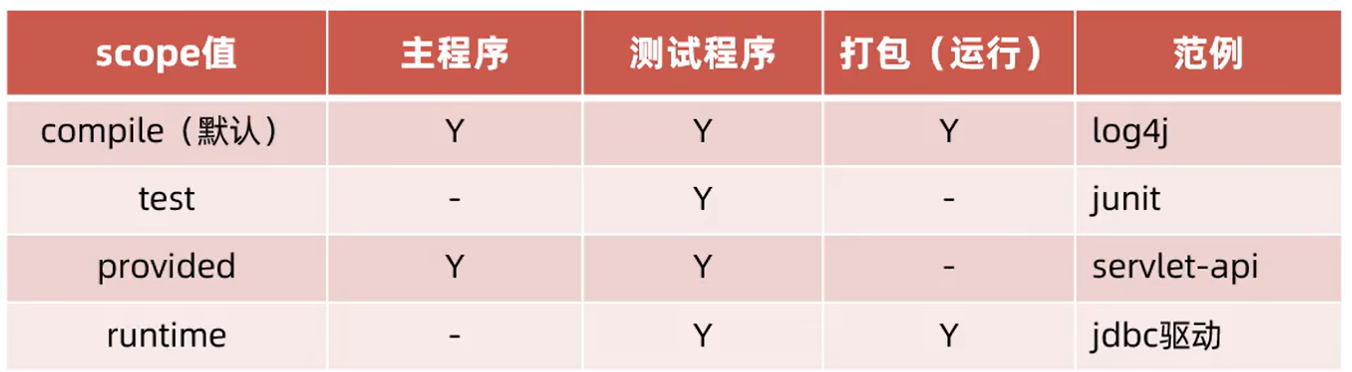 scope值 主程序 测试程序 打包（运行） 范例
compile（默认） Y Y Y log4j
test - Y - junit
provided Y Y - servlet-api
runtime - Y Y jdbc驱动